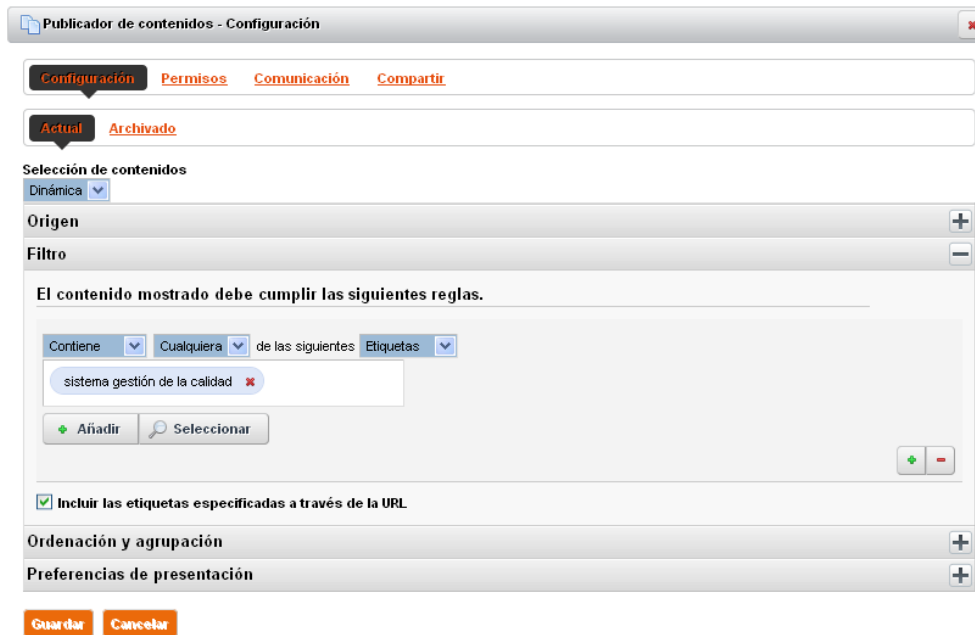 Publicador de contenidos - Configuración
Configuración Permisos Comunicación Compartir
Actual Archivado
Selección de contenidos
Dinámica
Origen
Filtro
El contenido mostrado debe cumplir las siguientes reglas.
Contiene Cualquiera de las siguientes Etiquetas
sistema gestión de la calidad
Añadir Seleccionar
Incluir las etiquetas especificadas a través de la URL
Ordenación y agrupación
Preferencias de presentación
Guardar Cancelar